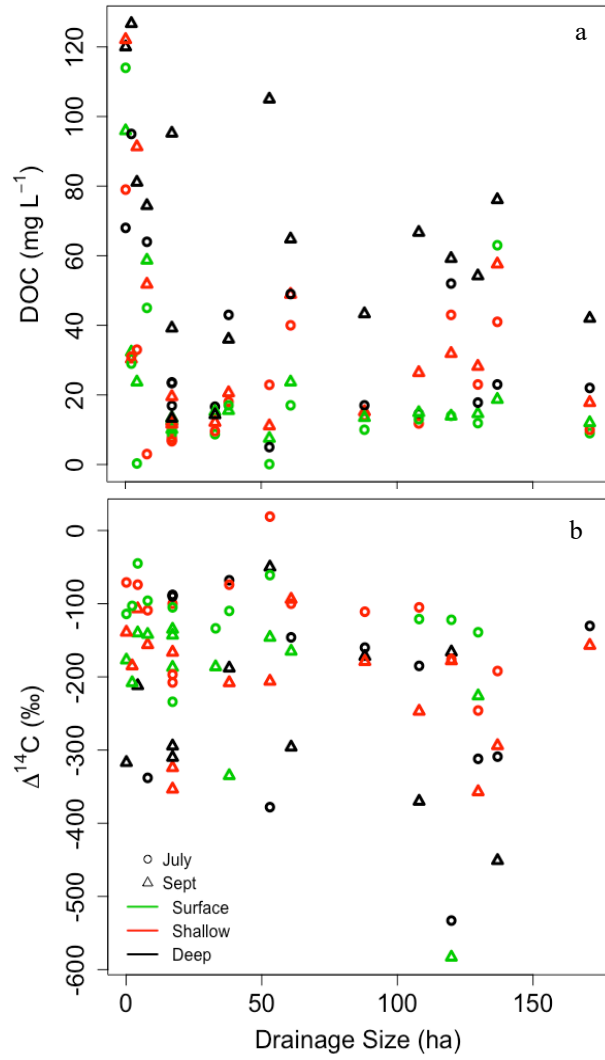 a
DOC (mg L⁻¹)
120
100
80
60
40
20
0
b
Δ¹⁴C (‰)
0
-100
-200
-300
-400
-500
-600
July
Sept
Surface
Shallow
Deep
0
50
100
150
Drainage Size (ha)